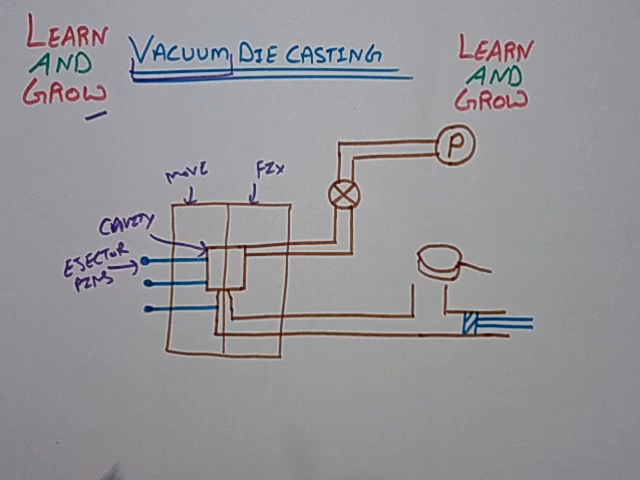 LEARN
AND
GROW
VACUUM DIE CASTING
LEARN
AND
GROW
P
MOVE
FIX
CAVITY
EJECTOR
PINS